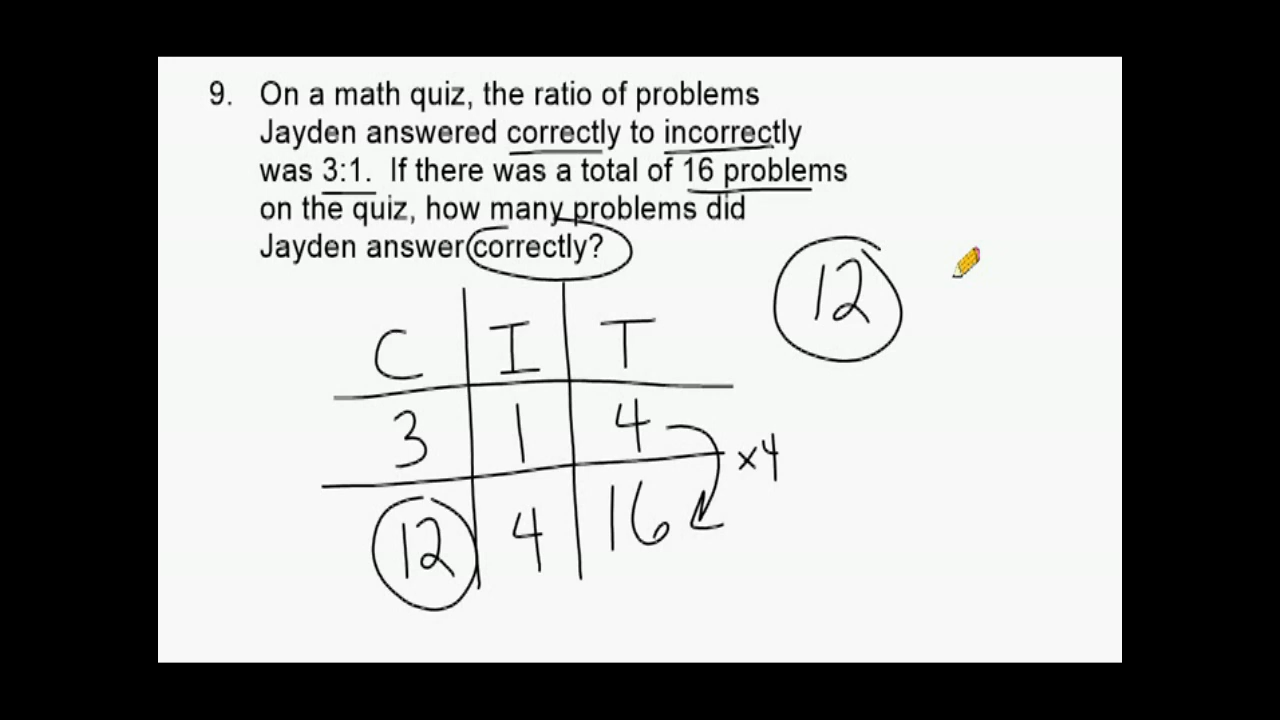 9. On a math quiz, the ratio of problems
Jayden answered correctly to incorrectly
was 3:1. If there was a total of 16 problems
on the quiz, how many problems did
Jayden answer correctly?
12
C I T
3 1 4
x4
12 4 16